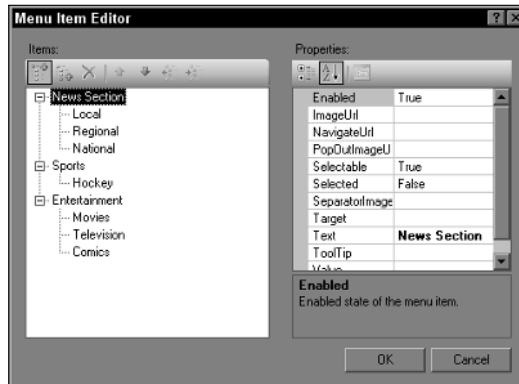 Menu Item Editor
Items:
News Section
Local
Regional
National
Sports
Hockey
Entertainment
Movies
Television
Comics
Properties:
Enabled True
ImageUrl
NavigateUrl
PopOutImageU
Selectable True
Selected False
SeparatorImage
Target
Text News Section
ToolTip
Value
Enabled
Enabled state of the menu item.
OK Cancel